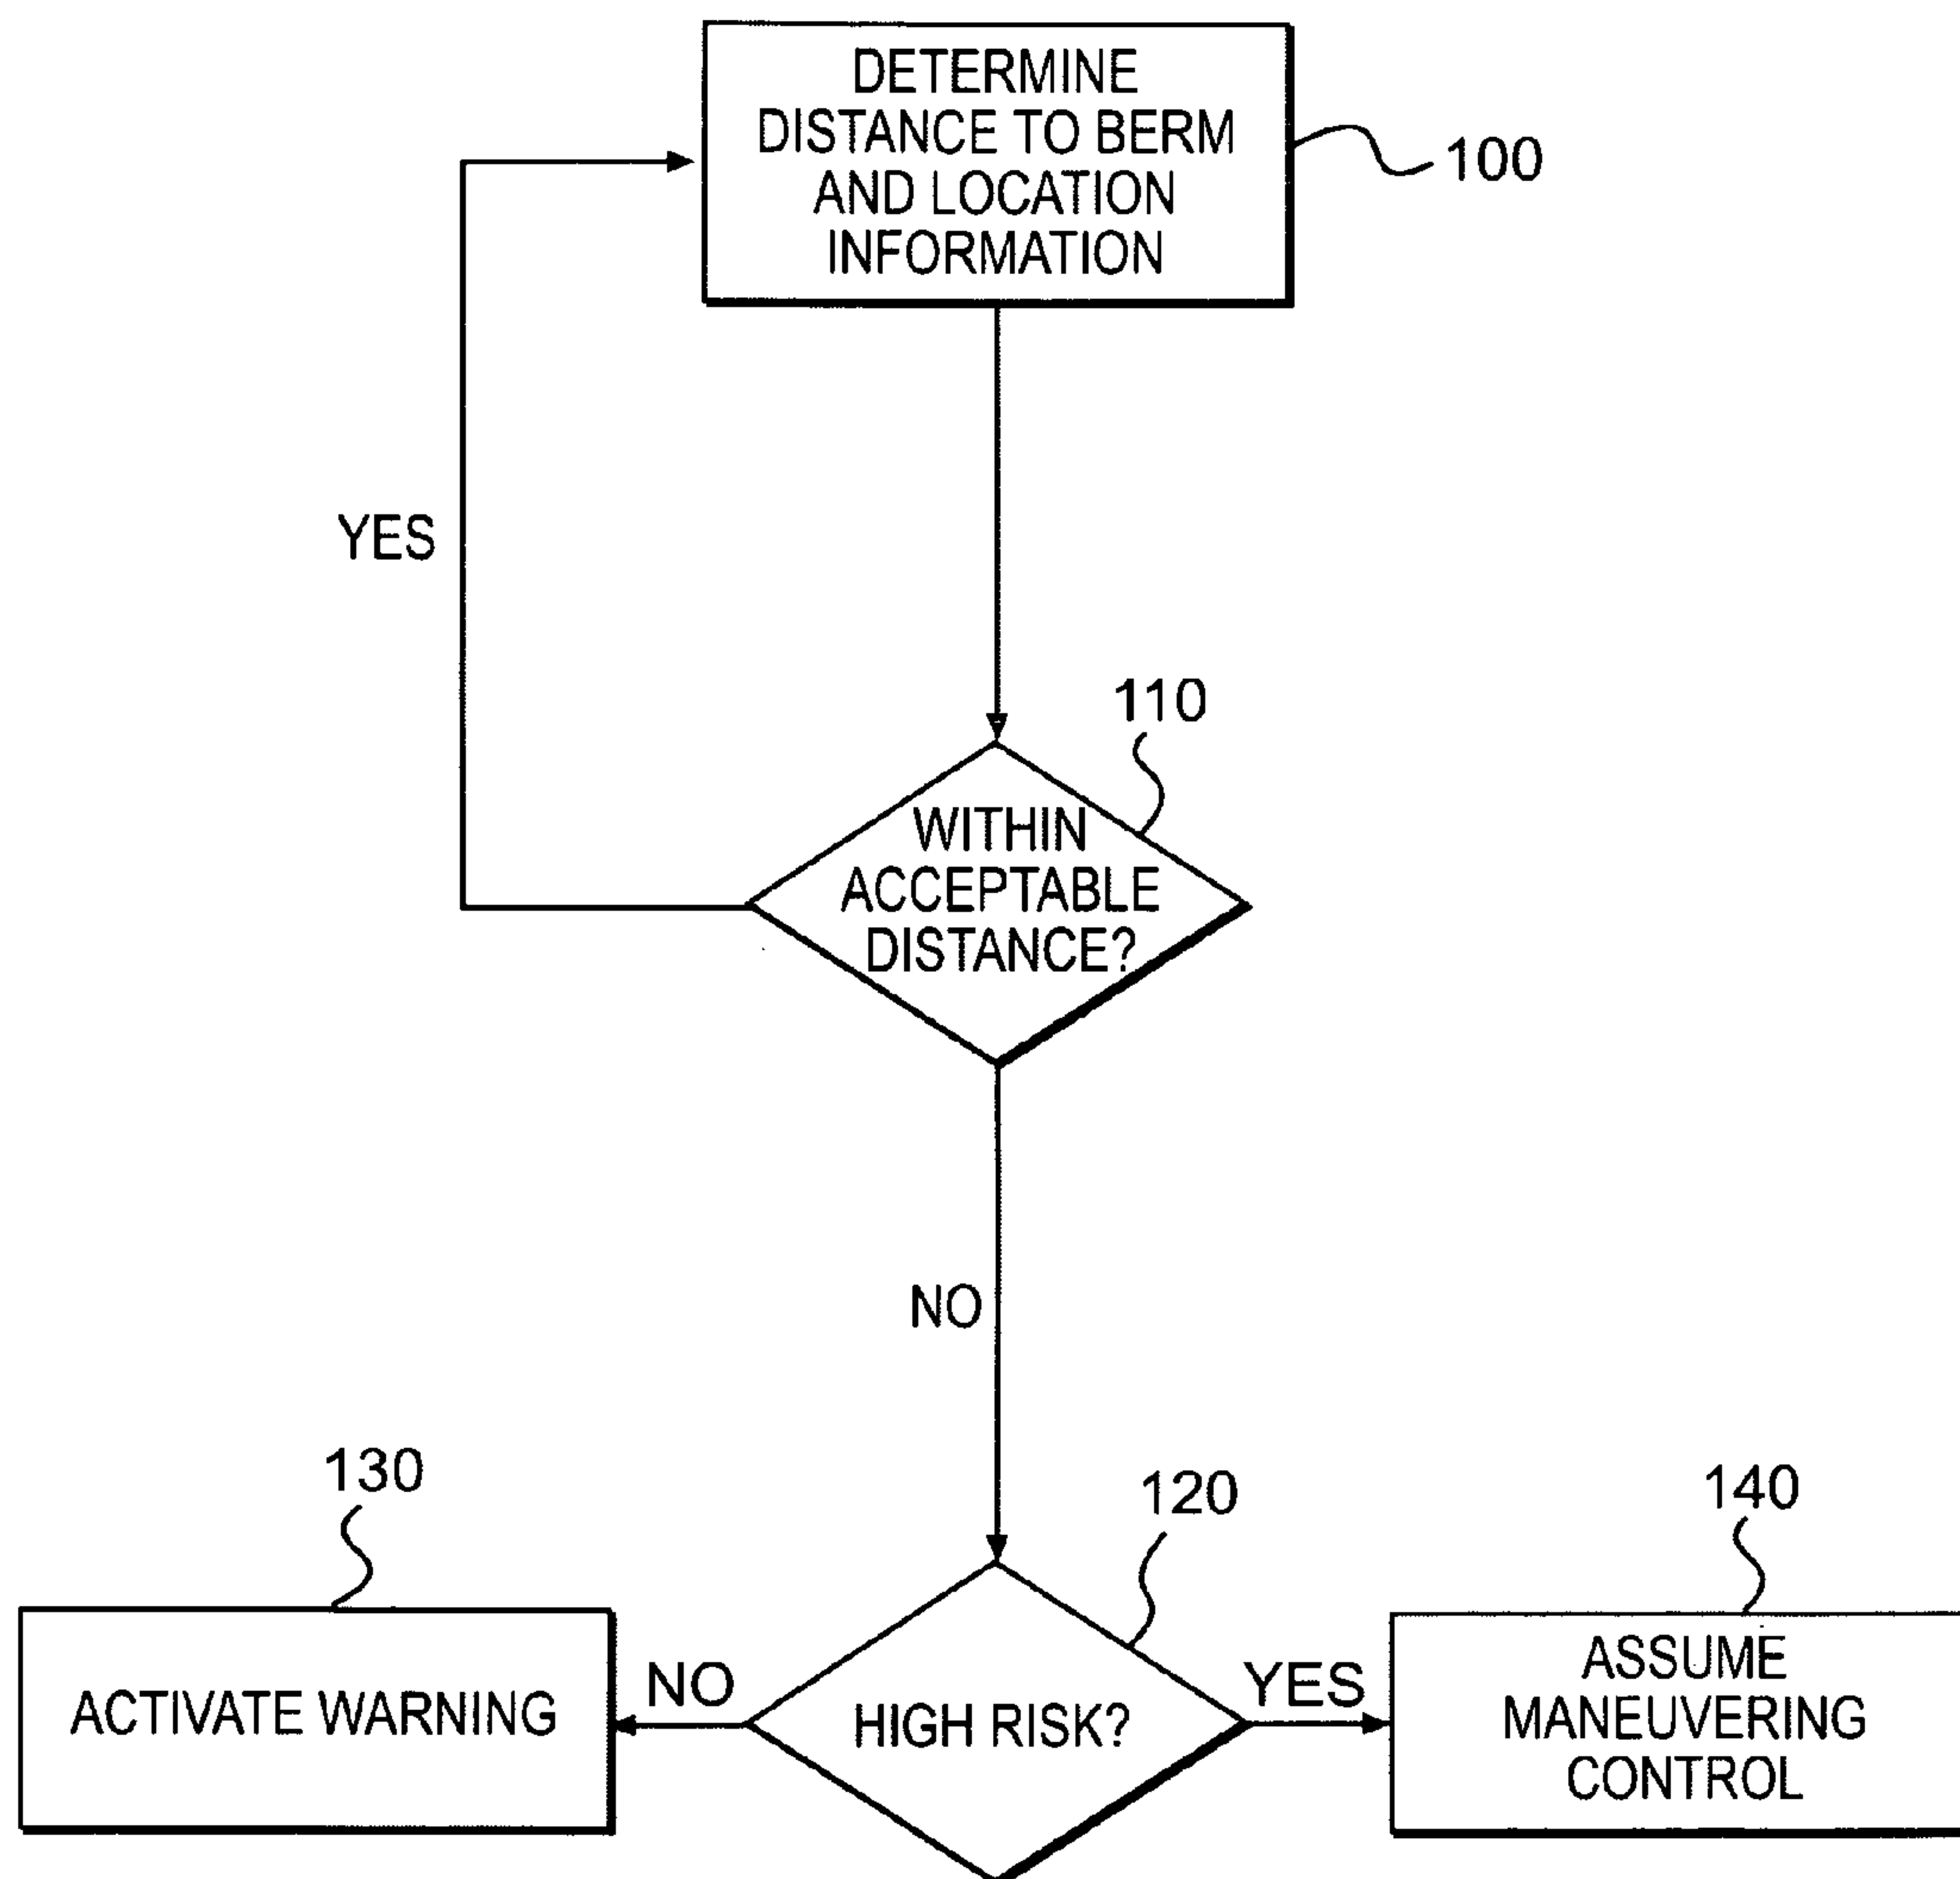 DETERMINE
DISTANCE TO BERM
AND LOCATION
INFORMATION
100
YES
110
WITHIN
ACCEPTABLE
DISTANCE?
NO
130
120
140
ACTIVATE WARNING
NO
HIGH RISK?
YES
ASSUME
MANEUVERING
CONTROL